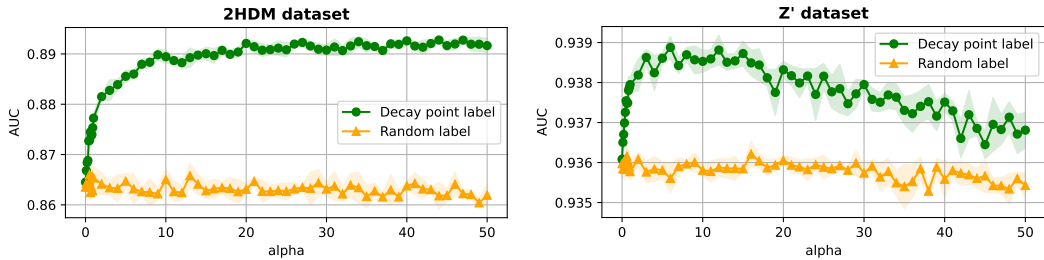 2HDM dataset
0.89
0.88
0.87
0.86
AUC
Decay point label
Random label
0 10 20 30 40 50
alpha
Z' dataset
0.939
0.938
0.937
0.936
0.935
AUC
Decay point label
Random label
0 10 20 30 40 50
alpha